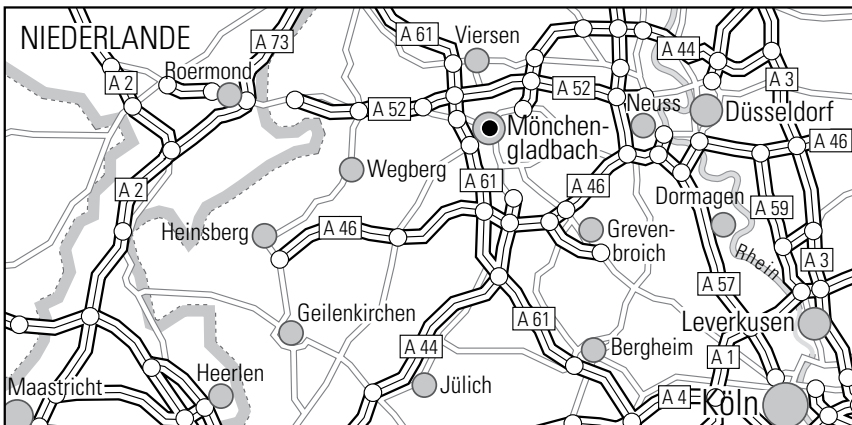 NIEDERLANDE
A 73
A 61
Viersen
A 44
A 2
Roermond
A 3
A 52
A 52
Neuss
Düsseldorf
Mönchen-
gladbach
A 46
Wegberg
A 2
A 61
A 46
Dormagen
A 59
Heinsberg
A 46
Greven-
broich
Rhein
A 3
A 57
Geilenkirchen
A 61
Leverkusen
A 44
Bergheim
A 1
Maastricht
Heerlen
Jülich
A 4
Köln